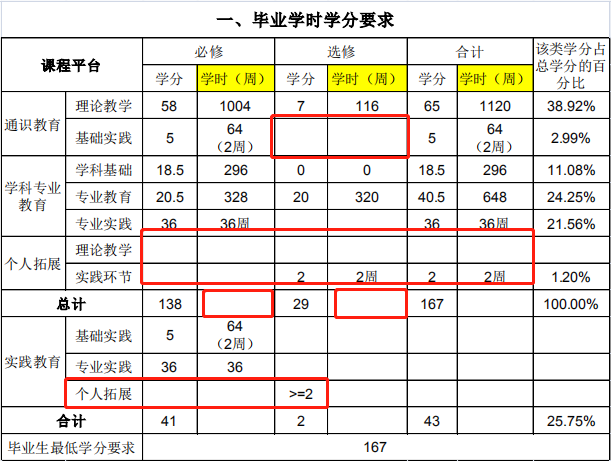 一、毕业学时学分要求
课程平台 必修 选修 合计 该类学分占总学分的百分比
学分 学时（周） 学分 学时（周） 学分 学时（周）
通识教育 理论教学 58 1004 7 116 65 1120 38.92%
基础实践 5 64（2周） 5 64（2周） 2.99%
学科专业教育 学科基础 18.5 296 0 0 18.5 296 11.08%
专业教育 20.5 328 20 320 40.5 648 24.25%
专业实践 36 36周 36 36周 21.56%
个人拓展 理论教学
实践环节 2 2周 2 2周 1.20%
总计 138 29 167 100.00%
实践教育 基础实践 5 64（2周）
专业实践 36 36
个人拓展 >=2
合计 41 2 43 25.75%
毕业生最低学分要求 167